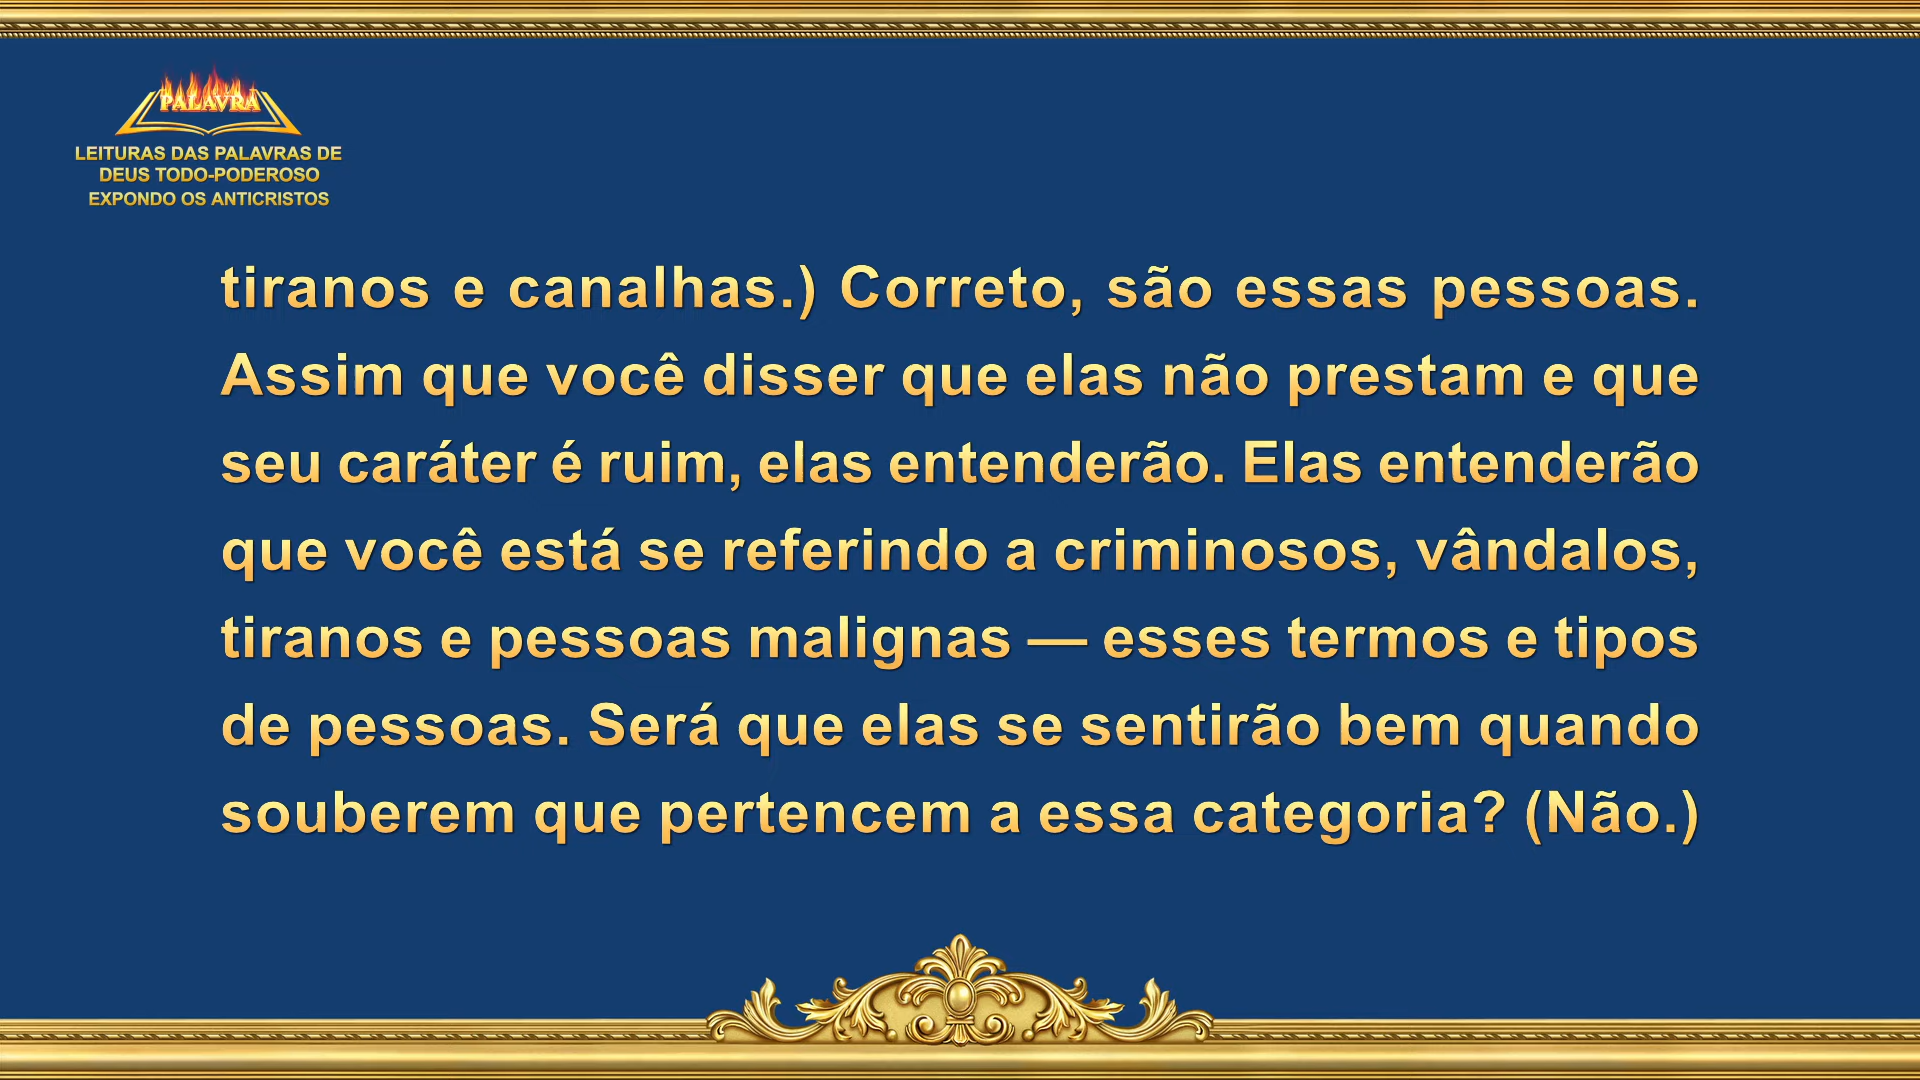 PALAVRA
LEITURAS DAS PALAVRAS DE
DEUS TODO-PODEROSO
EXPONDO OS ANTICRISTOS
tiranos e canalhas.) Correto, são essas pessoas.
Assim que você disser que elas não prestam e que
seu caráter é ruim, elas entenderão. Elas entenderão
que você está se referindo a criminosos, vândalos,
tiranos e pessoas malignas — esses termos e tipos
de pessoas. Será que elas se sentirão bem quando
souberem que pertencem a essa categoria? (Não.)